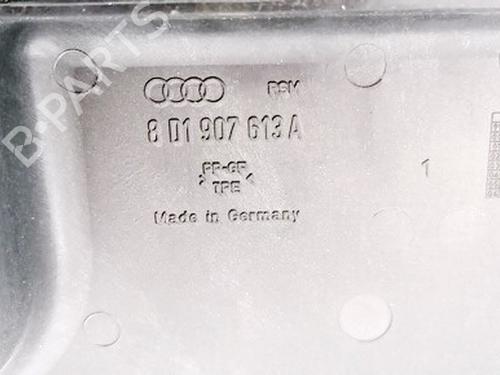 B-PARTS
RSM
8 D1 907 613 A
PP-GF
TPE
1
Made in Germany